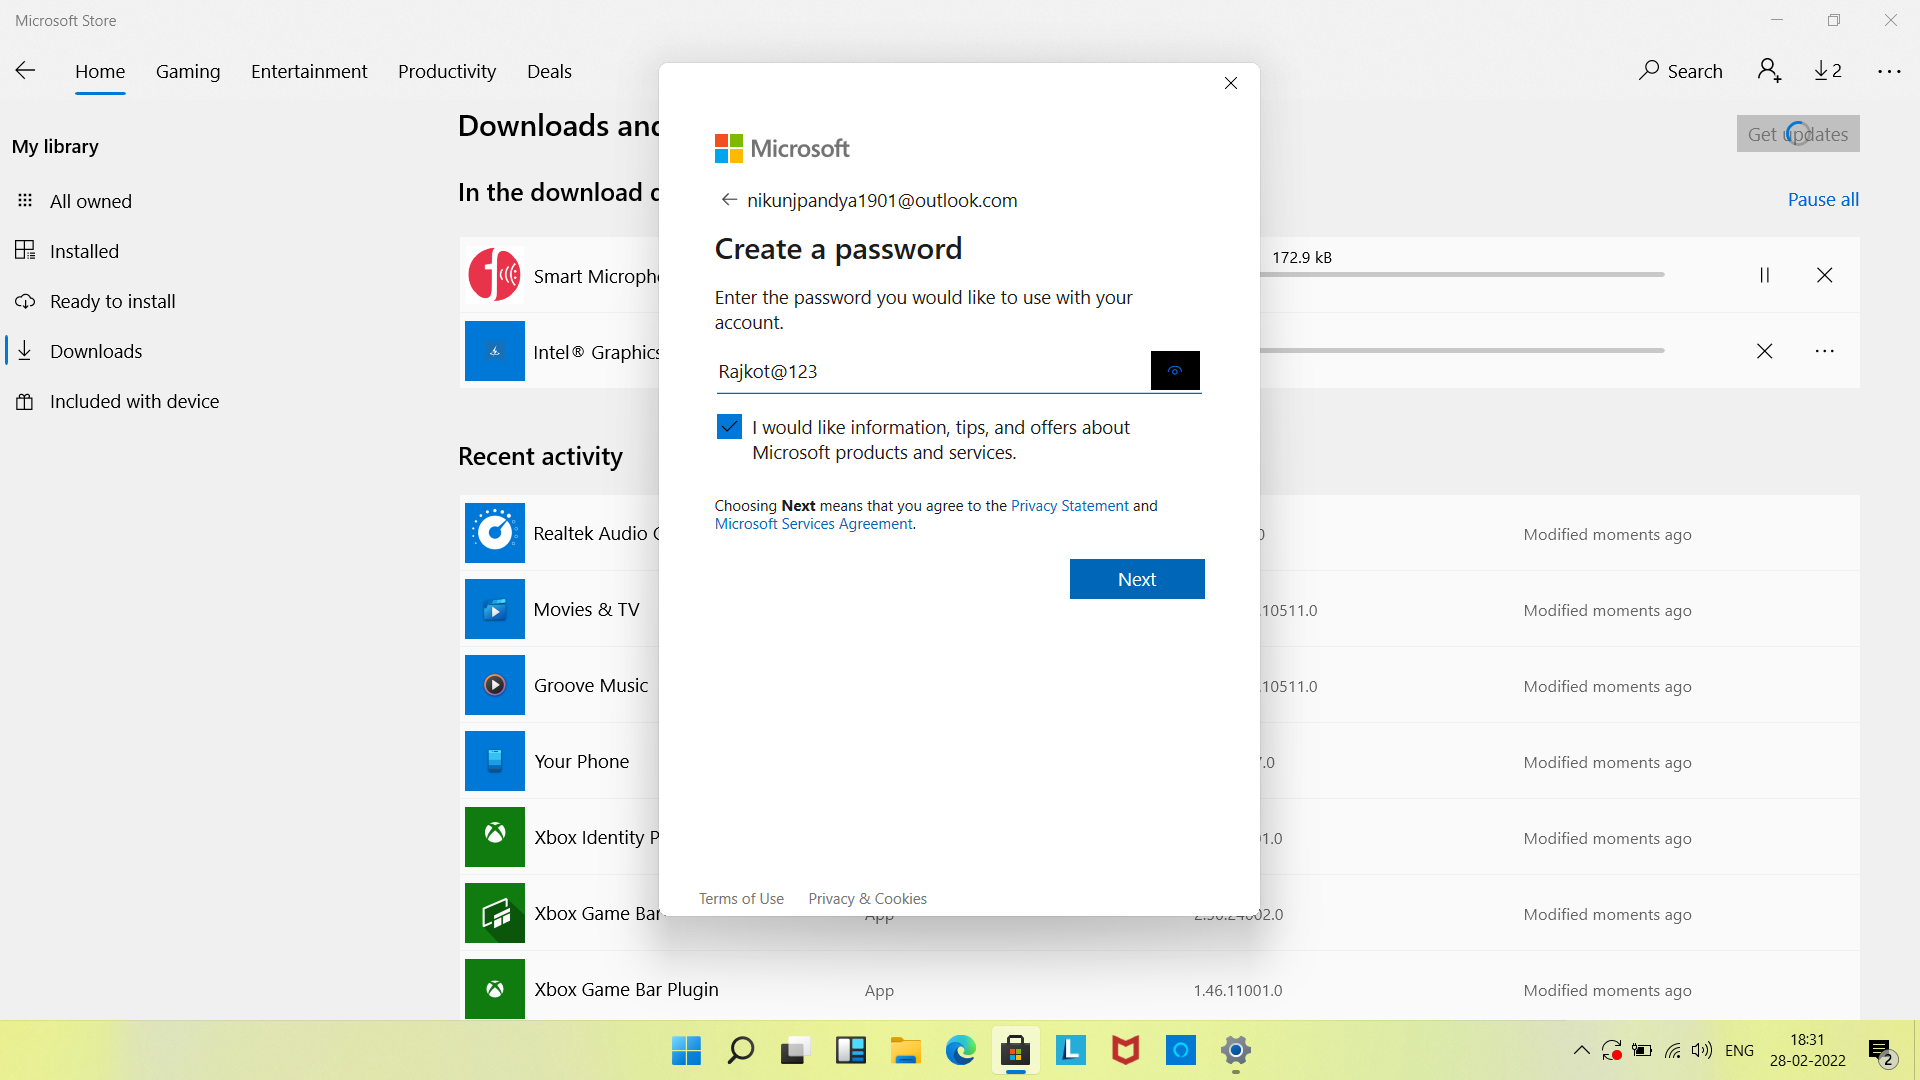 Microsoft Store
Home Gaming Entertainment Productivity Deals
Search
2
My library
All owned
Installed
Ready to install
Downloads
Included with device
Downloads and
Get updates
In the download
Pause all
Smart Microph
172.9 kB
Intel® Graphics
Recent activity
Realtek Audio
Modified moments ago
Movies & TV
.10511.0
Modified moments ago
Groove Music
.10511.0
Modified moments ago
Your Phone
.0
Modified moments ago
Xbox Identity P
1.0
Modified moments ago
Xbox Game Bar
App
Modified moments ago
Xbox Game Bar Plugin
App
1.46.11001.0
Modified moments ago
Microsoft
nikunjpandya1901@outlook.com
Create a password
Enter the password you would like to use with your
account.
Rajkot@123
I would like information, tips, and offers about
Microsoft products and services.
Choosing Next means that you agree to the Privacy Statement and
Microsoft Services Agreement.
Next
Terms of Use Privacy & Cookies
L
ENG
18:31
28-02-2022
2